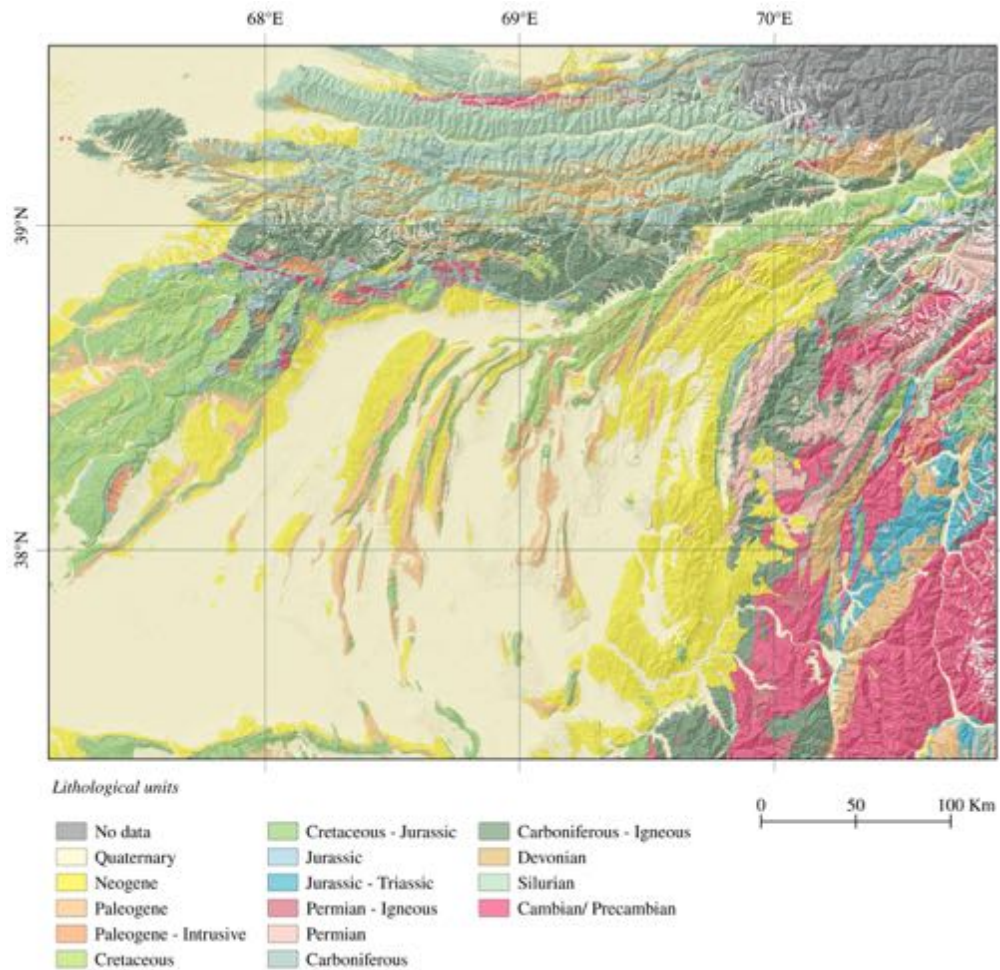 68°E 69°E 70°E
39°N
38°N
Lithological units
0 50 100 Km
No data
Quaternary
Neogene
Paleogene
Paleogene - Intrusive
Cretaceous
Cretaceous - Jurassic
Jurassic
Jurassic - Triassic
Permian - Igneous
Permian
Carboniferous
Carboniferous - Igneous
Devonian
Silurian
Cambian/ Precambian